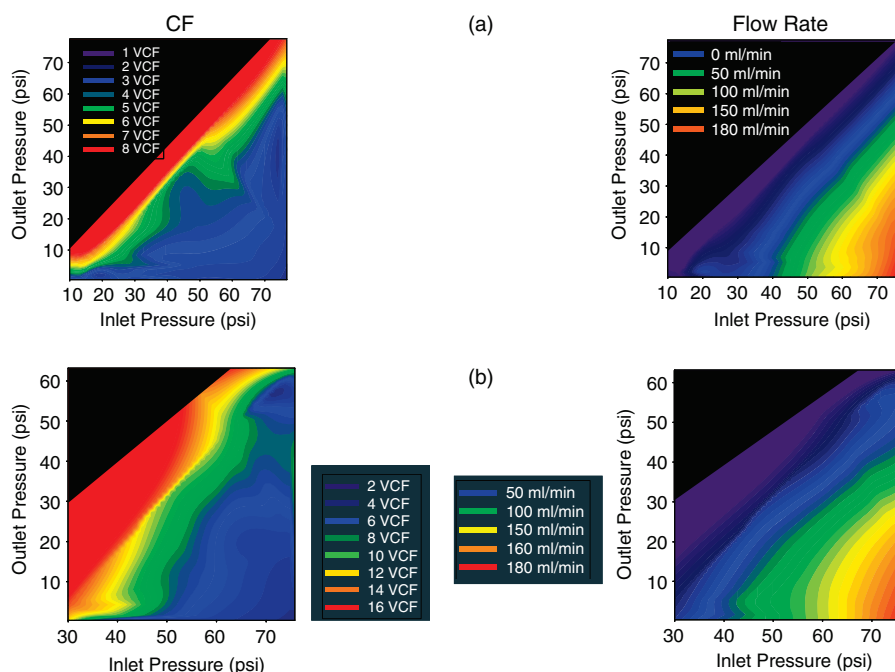 CF
(a)
Flow Rate
Outlet Pressure (psi)
70
60
50
40
30
20
10
1 VCF
2 VCF
3 VCF
4 VCF
5 VCF
6 VCF
7 VCF
8 VCF
10 20 30 40 50 60 70
Inlet Pressure (psi)
Outlet Pressure (psi)
70
60
50
40
30
20
10
0 ml/min
50 ml/min
100 ml/min
150 ml/min
180 ml/min
10 20 30 40 50 60 70
Inlet Pressure (psi)
(b)
Outlet Pressure (psi)
60
50
40
30
20
10
30 40 50 60 70
Inlet Pressure (psi)
2 VCF
4 VCF
6 VCF
8 VCF
10 VCF
12 VCF
14 VCF
16 VCF
50 ml/min
100 ml/min
150 ml/min
160 ml/min
180 ml/min
Outlet Pressure (psi)
60
50
40
30
20
10
30 40 50 60 70
Inlet Pressure (psi)